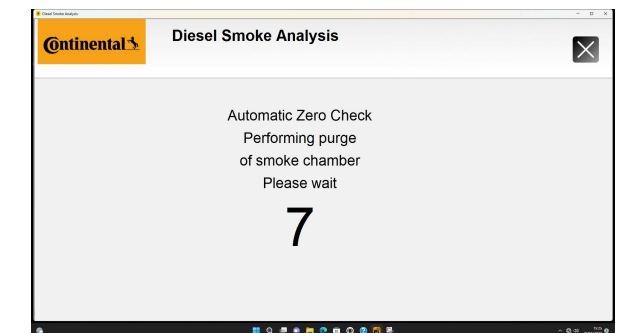 Diesel Smoke Analysis
Continental
Diesel Smoke Analysis
Automatic Zero Check
Performing purge
of smoke chamber
Please wait
7